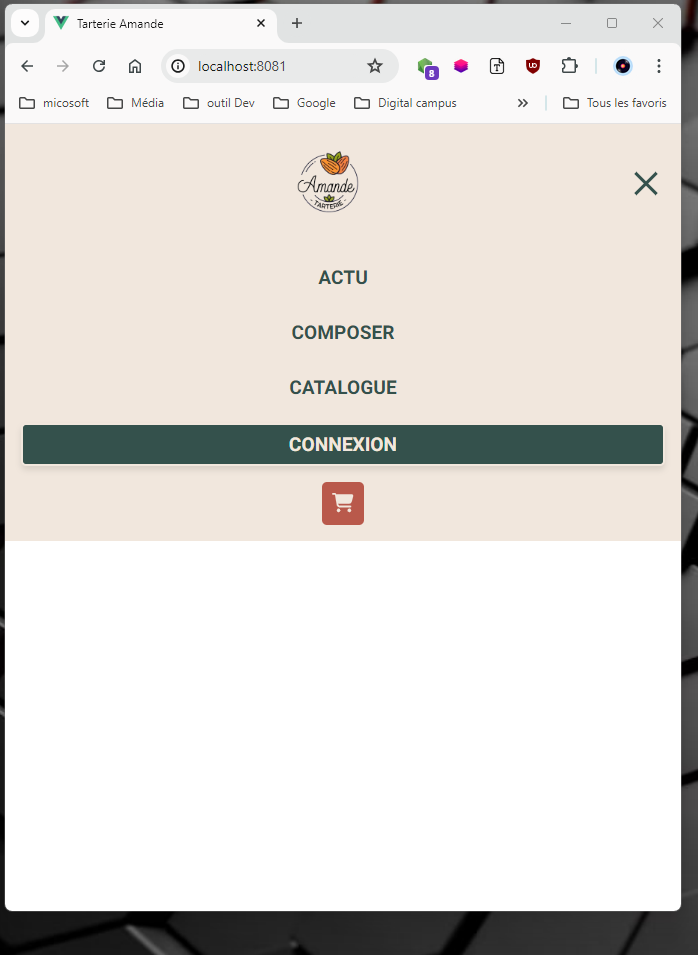 Tarterie Amande
localhost:8081
8
micosoft
Média
outil Dev
Google
Digital campus
Tous les favoris
Amande
TARTERIE
ACTU
COMPOSER
CATALOGUE
CONNEXION